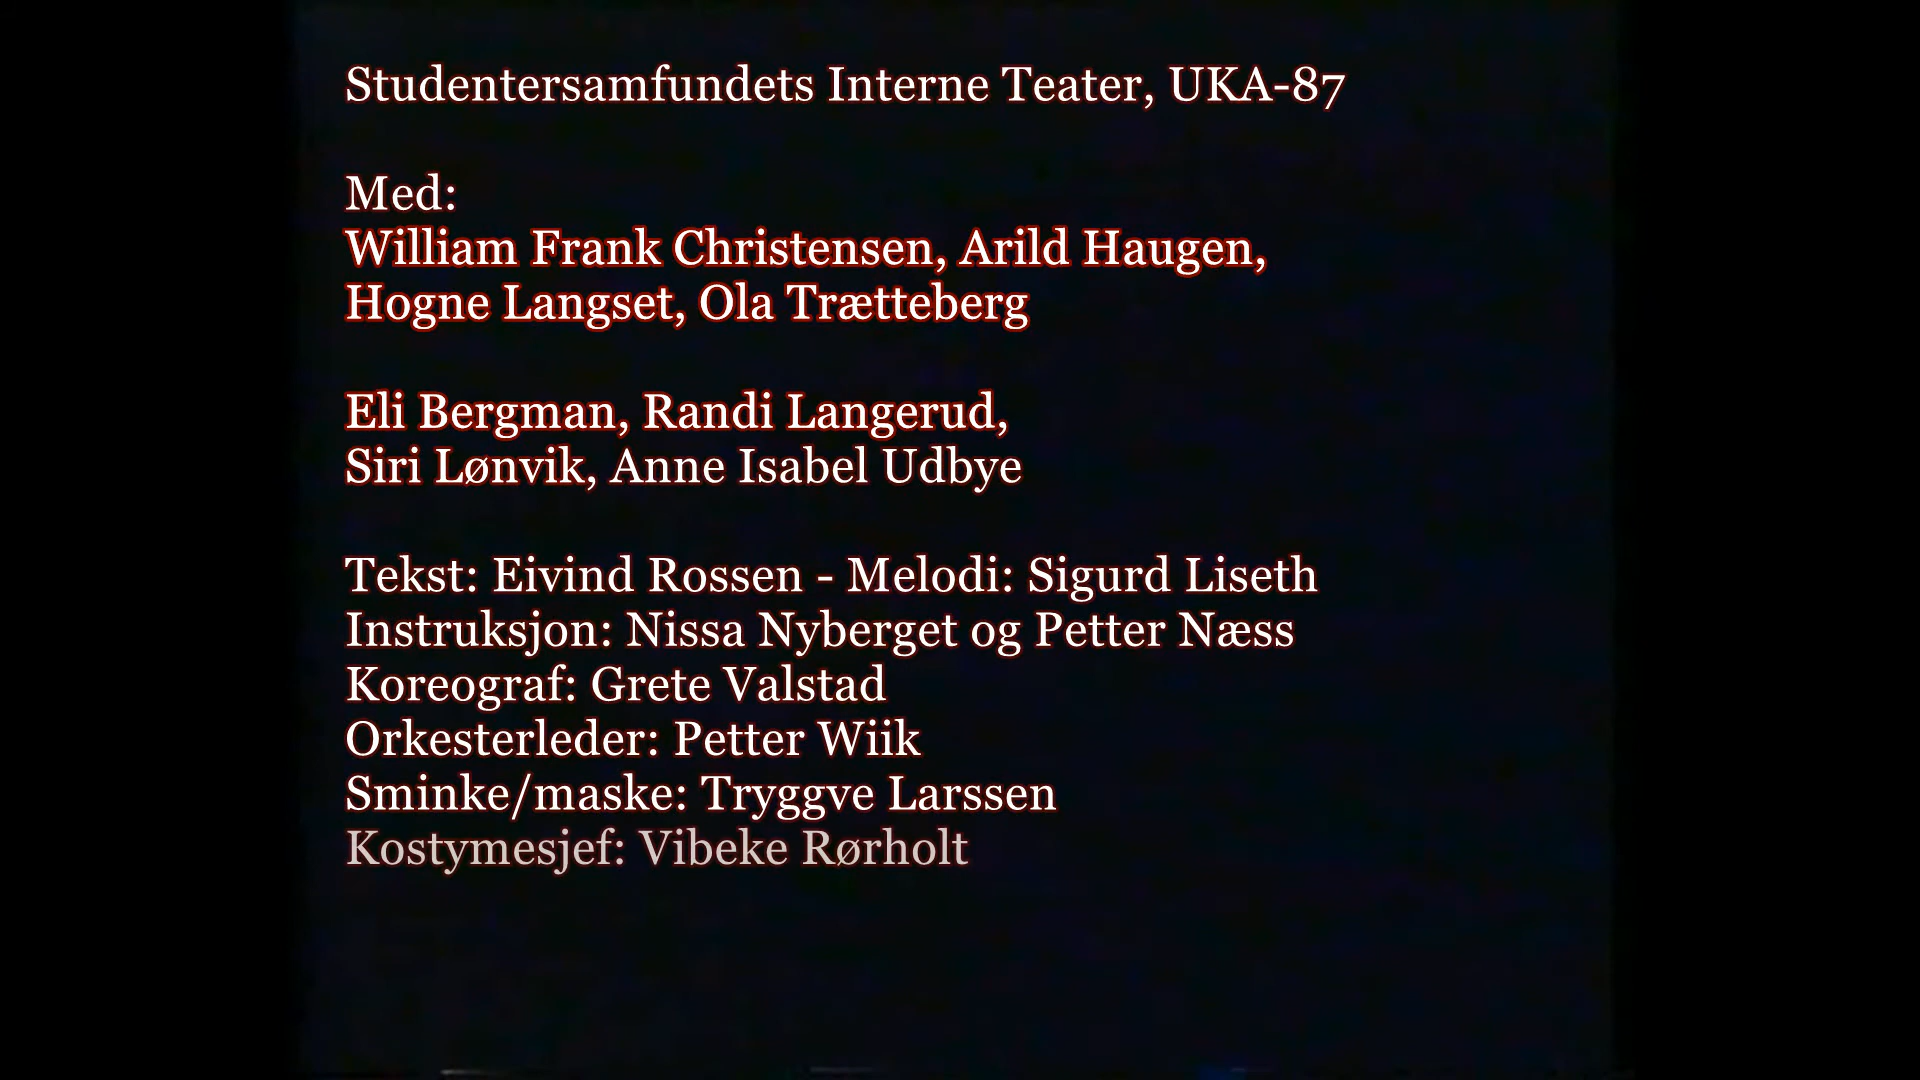 Studentersamfundets Interne Teater, UKA-87
Med:
William Frank Christensen, Arild Haugen,
Hogne Langset, Ola Trætteberg
Eli Bergman, Randi Langerud,
Siri Lønvik, Anne Isabel Udbye
Tekst: Eivind Rossen - Melodi: Sigurd Liseth
Instruksjon: Nissa Nyberget og Petter Næss
Koreograf: Grete Valstad
Orkesterleder: Petter Wiik
Sminke/maske: Tryggve Larssen
Kostymesjef: Vibeke Rørholt